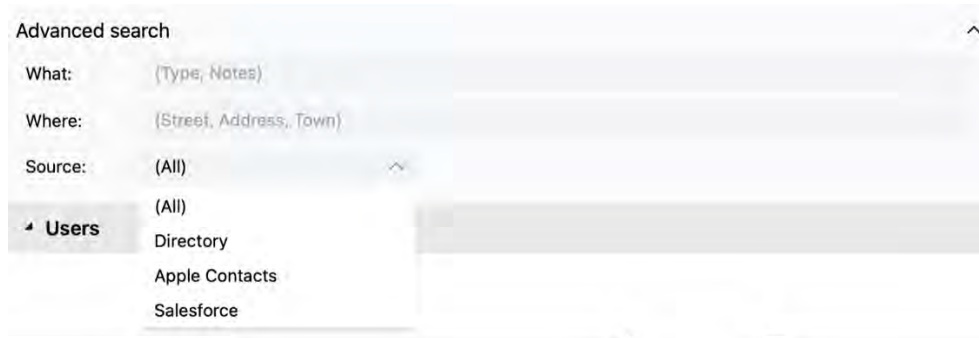 Advanced search
What: (Type, Notes)
Where: (Street, Address, Town)
Source: (All)
(All)
Users
Directory
Apple Contacts
Salesforce